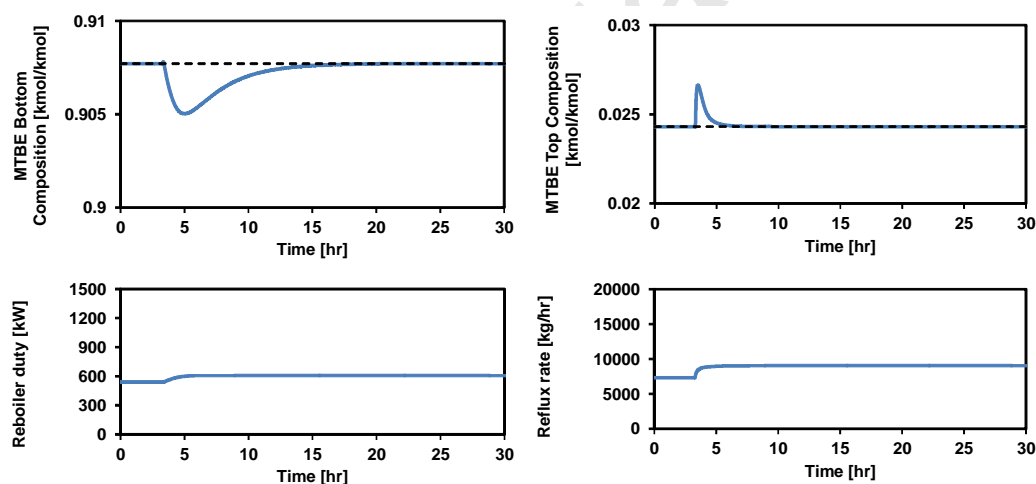 MTBE Bottom
Composition [kmol/kmol]
0.91
0.905
0.9
0 5 10 15 20 25 30
Time [hr]
MTBE Top Composition
[kmol/kmol]
0.03
0.025
0.02
0 5 10 15 20 25 30
Time [hr]
Reboiler duty [kW]
1500
1200
900
600
300
0
0 5 10 15 20 25 30
Time [hr]
Reflux rate [kg/hr]
20000
15000
10000
5000
0
0 5 10 15 20 25 30
Time [hr]